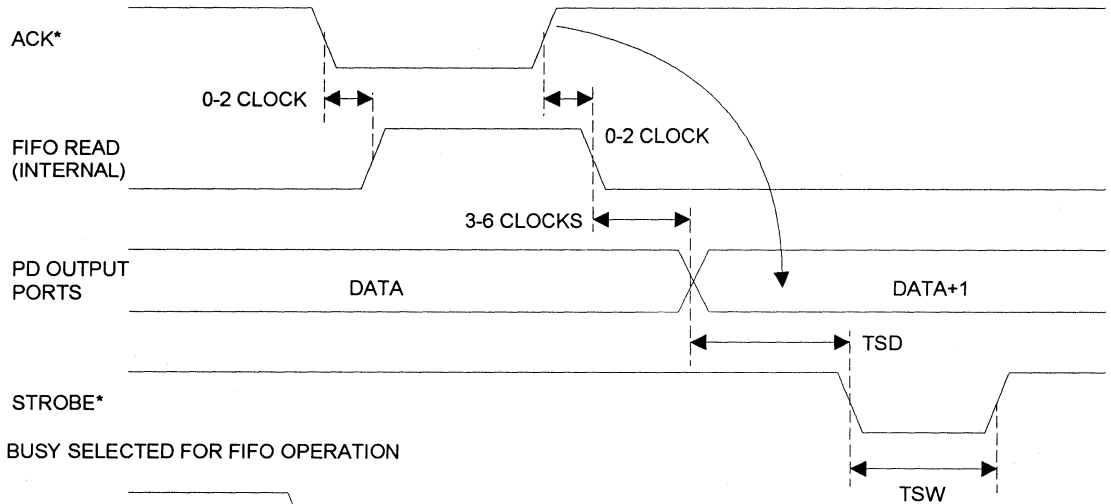 ACK*
0-2 CLOCK
0-2 CLOCK
FIFO READ
(INTERNAL)
3-6 CLOCKS
PD OUTPUT
PORTS
DATA
DATA+1
TSD
STROBE*
BUSY SELECTED FOR FIFO OPERATION
TSW